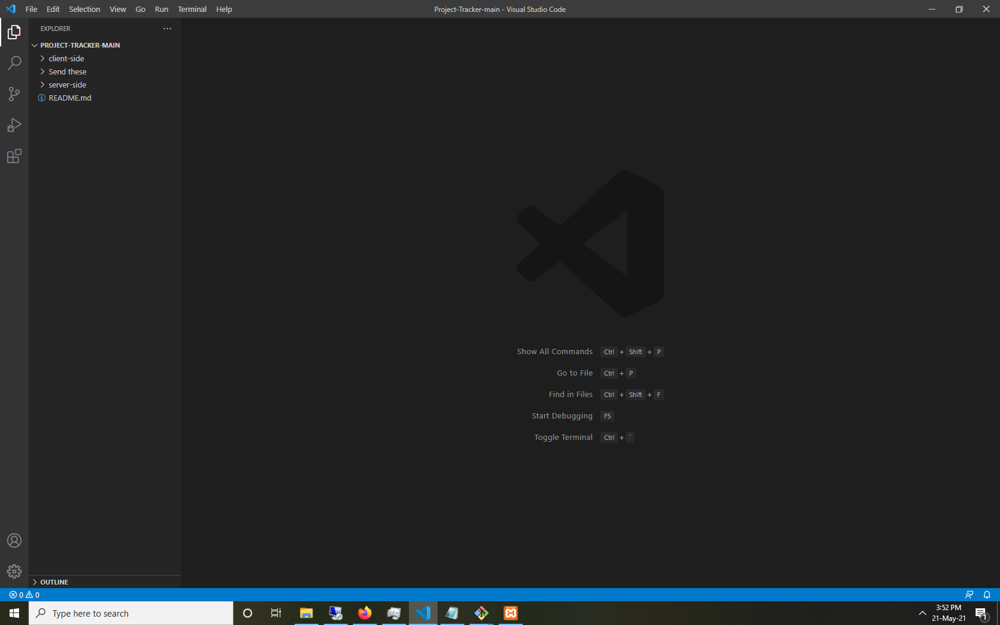 File Edit Selection View Go Run Terminal Help
Project-Tracker-main - Visual Studio Code
EXPLORER
PROJECT-TRACKER-MAIN
client-side
Send these
server-side
README.md
Show All Commands Ctrl + Shift + P
Go to File Ctrl + P
Find in Files Ctrl + Shift + F
Start Debugging F5
Toggle Terminal Ctrl + `
OUTLINE
0 0
Type here to search
3:52 PM
21-May-21
1